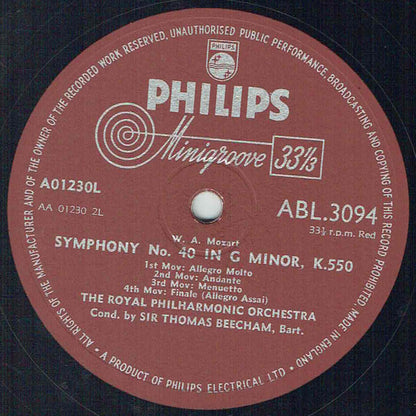 ALL RIGHTS OF THE MANUFACTURER AND OF THE OWNER OF THE RECORDED WORK RESERVED. UNAUTHORISED PUBLIC PERFORMANCE, BROADCASTING AND COPYING OF THIS RECORD PROHIBITED. MADE IN ENGLAND
PHILIPS
PHILIPS
Minigroove 33⅓
A01230L
AA 01230 2L
ABL.3094
33⅓ r.p.m. Red
W. A. Mozart
SYMPHONY No. 40 IN G MINOR, K.550
1st Mov: Allegro Molto
2nd Mov: Andante
3rd Mov: Menuetto
4th Mov: Finale (Allegro Assai)
THE ROYAL PHILHARMONIC ORCHESTRA
Cond. by SIR THOMAS BEECHAM, Bart.
• A PRODUCT OF PHILIPS ELECTRICAL LTD •